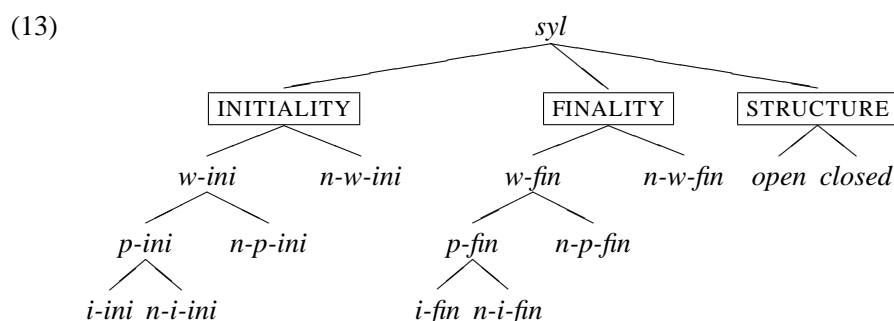 (13) syl
INITIALITY FINALITY STRUCTURE
w-ini n-w-ini w-fin n-w-fin open closed
p-ini n-p-ini p-fin n-p-fin
i-ini n-i-ini i-fin n-i-fin